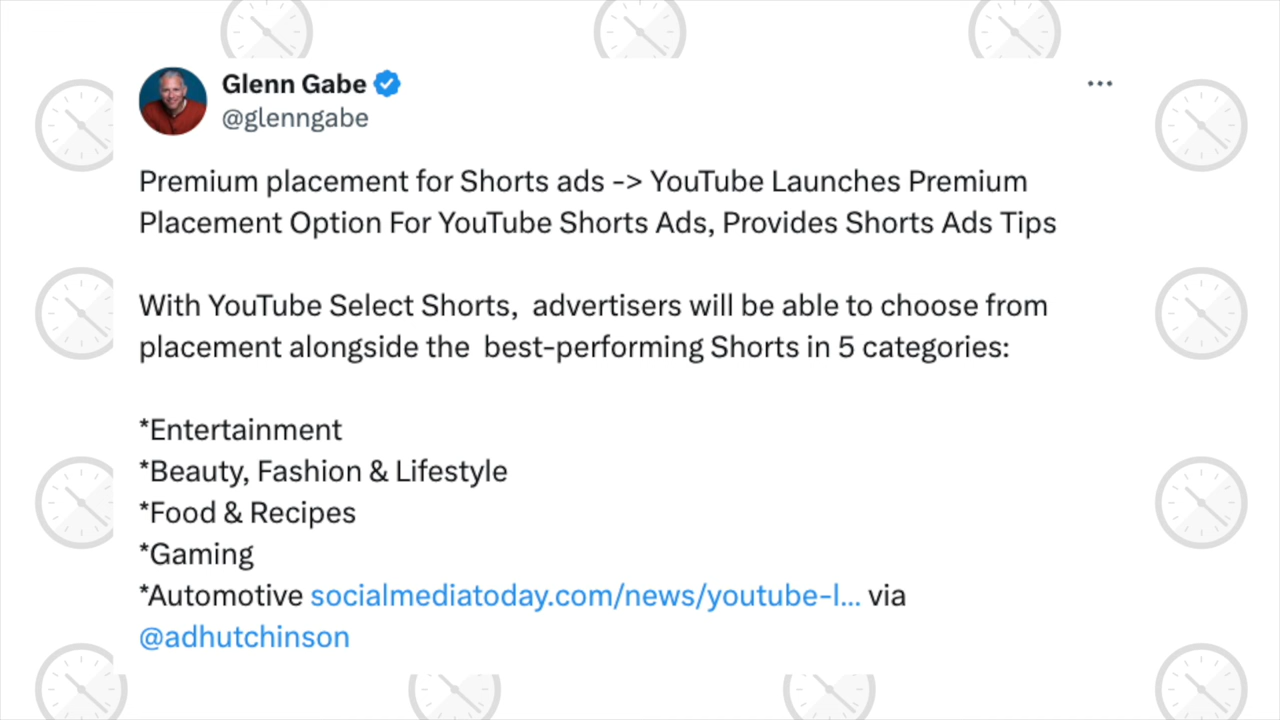 Glenn Gabe
@glenngabe
Premium placement for Shorts ads -> YouTube Launches Premium
Placement Option For YouTube Shorts Ads, Provides Shorts Ads Tips
With YouTube Select Shorts,  advertisers will be able to choose from
placement alongside the  best-performing Shorts in 5 categories:
*Entertainment
*Beauty, Fashion & Lifestyle
*Food & Recipes
*Gaming
*Automotive socialmediatoday.com/news/youtube-l... via
@adhutchinson